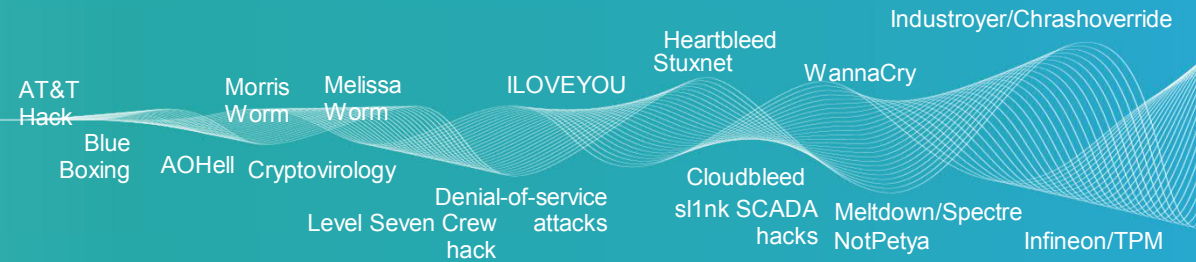 AT&T
Hack
Blue
Boxing
AOHell
Morris
Worm
Cryptovirology
Melissa
Worm
Level Seven Crew
hack
Denial-of-service
attacks
ILOVEYOU
Heartbleed
Stuxnet
Cloudbleed
sl1nk SCADA
hacks
WannaCry
Meltdown/Spectre
NotPetya
Industroyer/Chrashoverride
Infineon/TPM